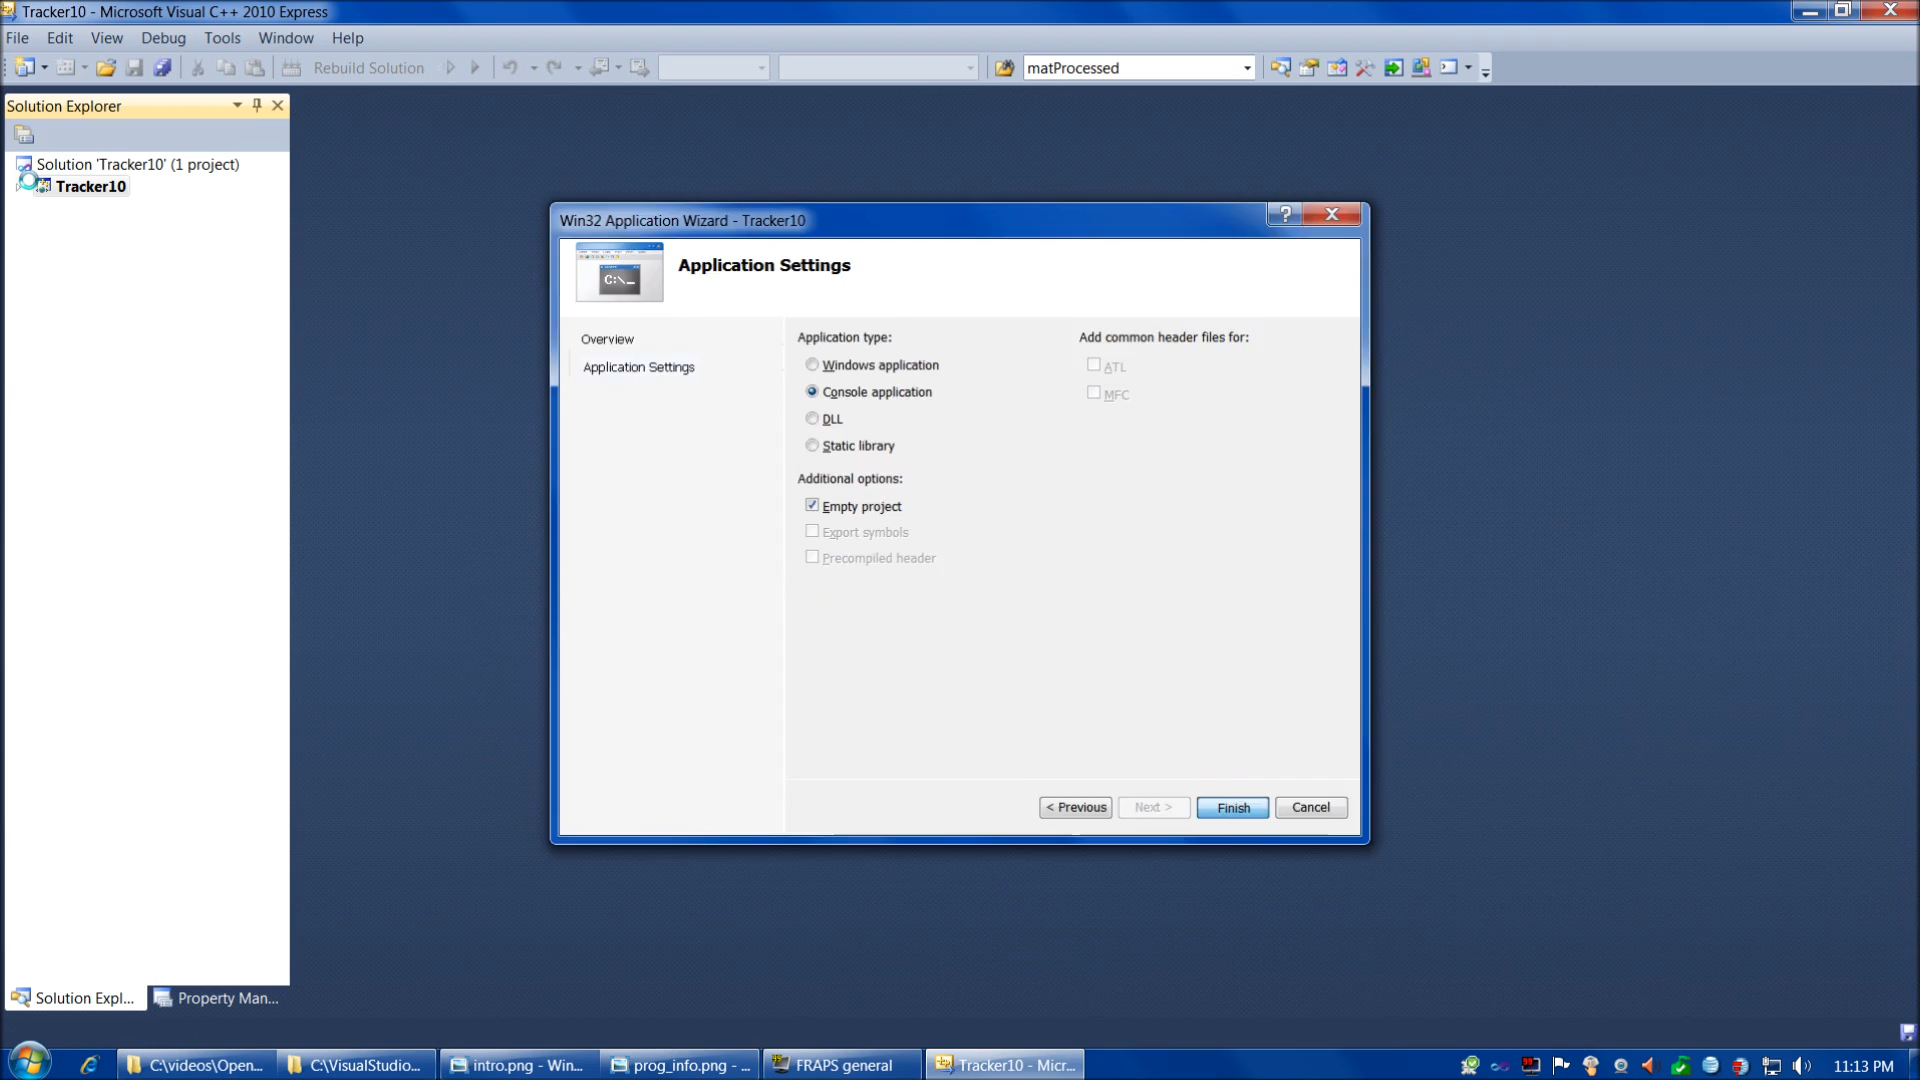 Tracker10 - Microsoft Visual C++ 2010 Express
File Edit View Debug Tools Window Help
Rebuild Solution matProcessed
Solution Explorer
Solution 'Tracker10' (1 project)
Tracker10
Win32 Application Wizard - Tracker10
?
C:\_
Application Settings
Overview
Application Settings
Application type:
Windows application
Console application
DLL
Static library
Additional options:
Empty project
Export symbols
Precompiled header
Add common header files for:
ATL
MFC
< Previous Next > Finish Cancel
Solution Expl... Property Man...
C:\videos\Open... C:\VisualStudio... intro.png - Win... prog_info.png - ... FRAPS general Tracker10 - Micr... 11:13 PM